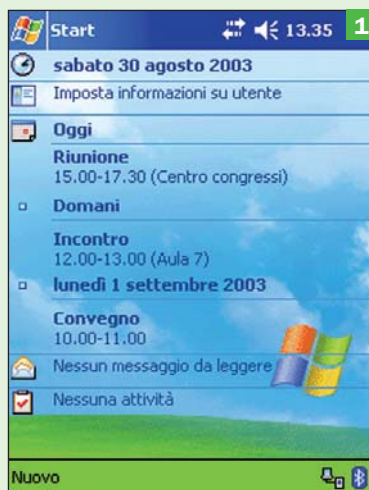 Start 13.35 1
sabato 30 agosto 2003
Imposta informazioni su utente
Oggi
Riunione
15.00-17.30 (Centro congressi)
Domani
Incontro
12.00-13.00 (Aula 7)
lunedì 1 settembre 2003
Convegno
10.00-11.00
Nessun messaggio da leggere
Nessuna attività
Nuovo